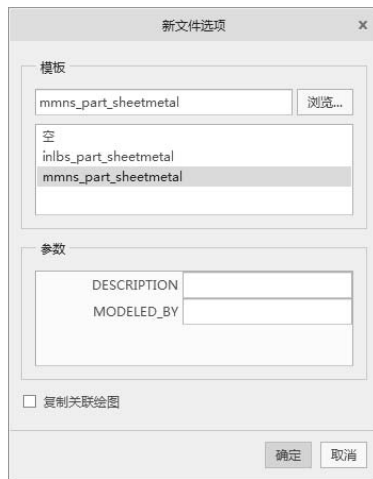 新文件选项 x
模板
mmns_part_sheetmetal 浏览...
空
inlbs_part_sheetmetal
mmns_part_sheetmetal
参数
DESCRIPTION
MODELED_BY
复制关联绘图
确定 取消